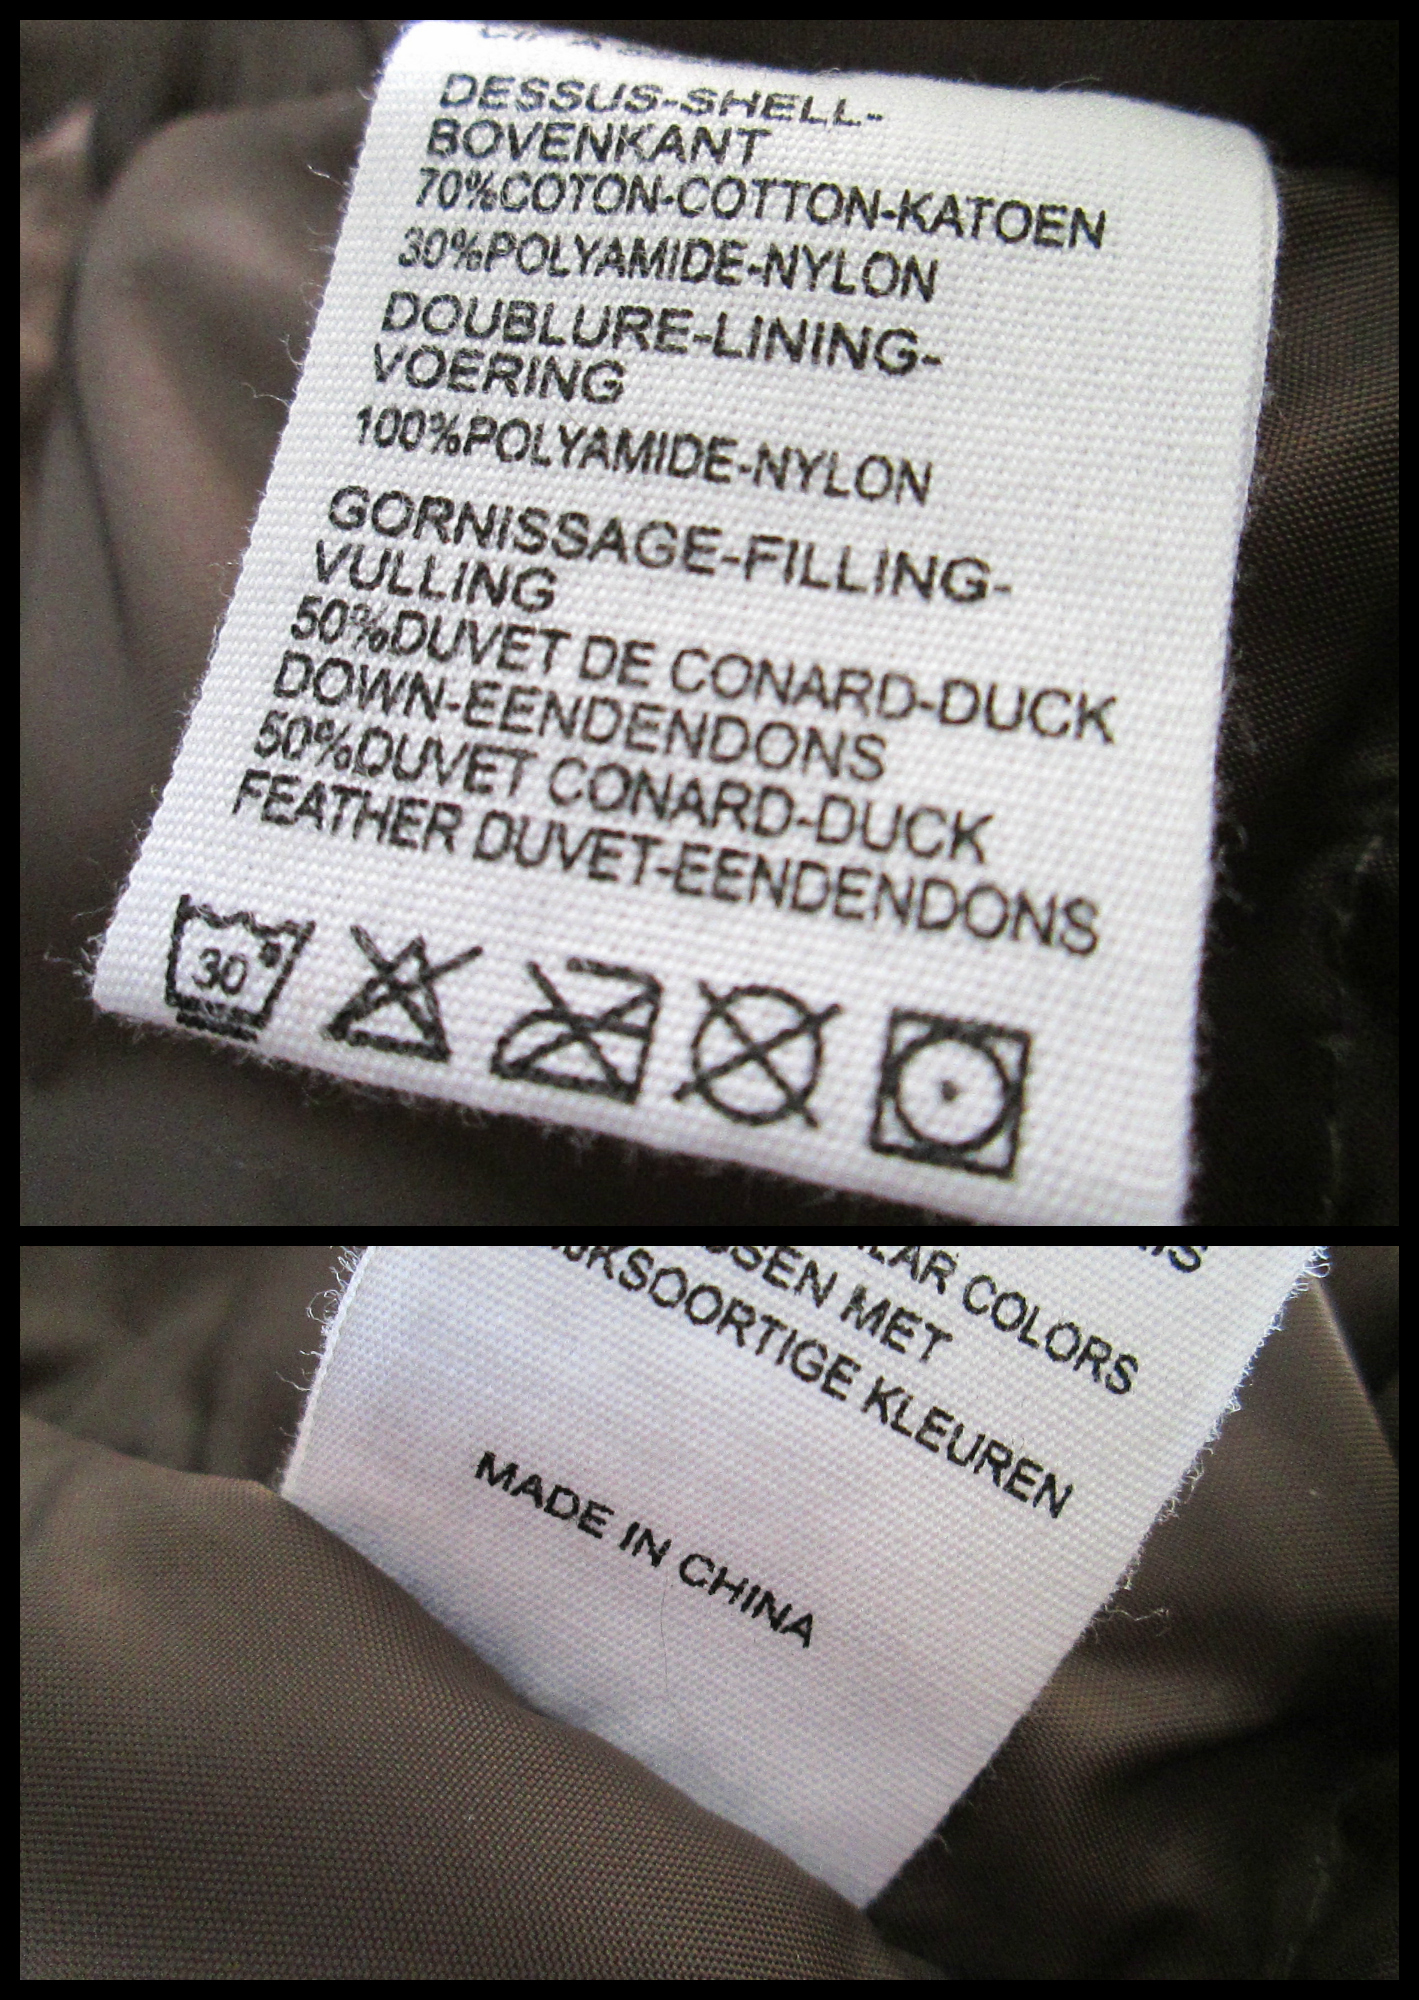 DESSUS-SHELL-
BOVENKANT
70%COTON-COTTON-KATOEN
30%POLYAMIDE-NYLON
DOUBLURE-LINING-
VOERING
100%POLYAMIDE-NYLON
GORNISSAGE-FILLING-
VULLING
50%DUVET DE CONARD-DUCK
DOWN-EENDENDONS
50%DUVET CONARD-DUCK
FEATHER DUVET-EENDENDONS
30°
COLORS
MET
KLEUREN
MADE IN CHINA